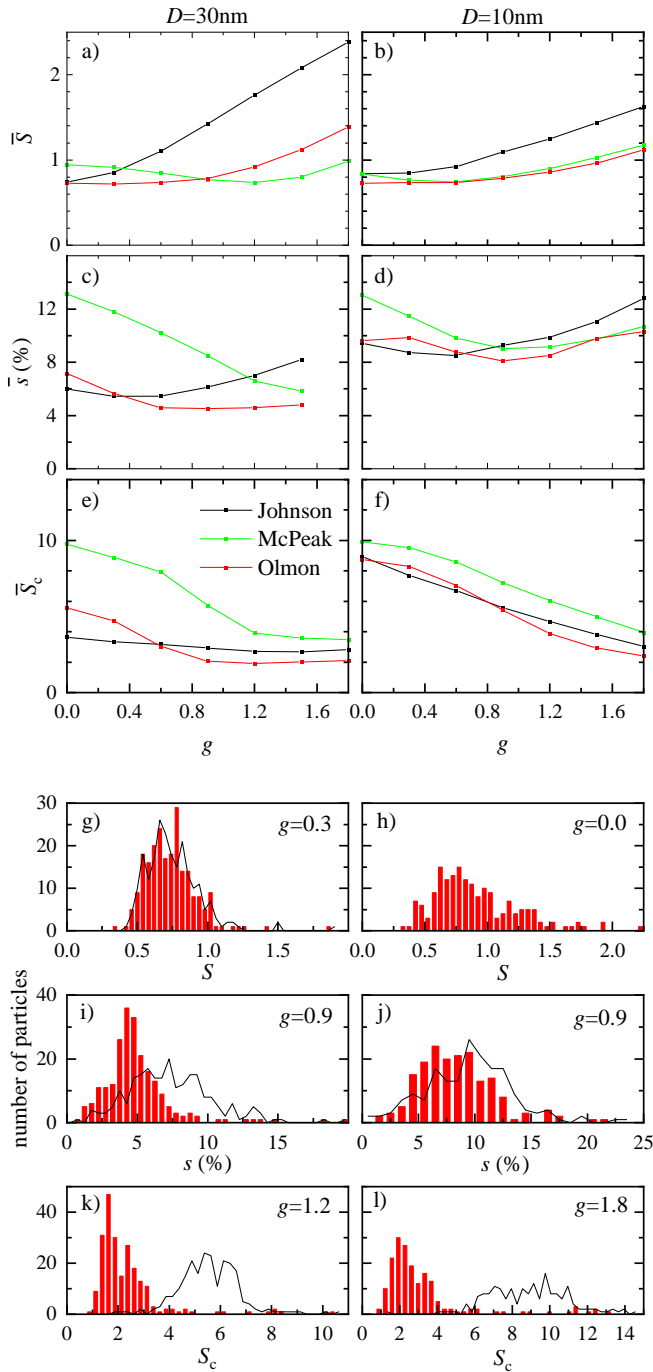 D=30nm D=10nm
a) b)
S̅
2
1
0
c) d)
s̅ (%)
12
8
4
0
e) f)
Johnson
McPeak
Olmon
S̅c
10
0
0.0 0.4 0.8 1.2 1.6 0.0 0.4 0.8 1.2 1.6
g g
number of particles
30
20
10
0
g) g=0.3 h) g=0.0
0.0 0.5 1.0 1.5 0.0 0.5 1.0 1.5 2.0
S S
40
20
0
i) g=0.9 j) g=0.9
0 5 10 15 0 5 10 15 20 25
s (%) s (%)
40
20
0
k) g=1.2 l) g=1.8
0 2 4 6 8 10 0 2 4 6 8 10 12 14
Sc Sc